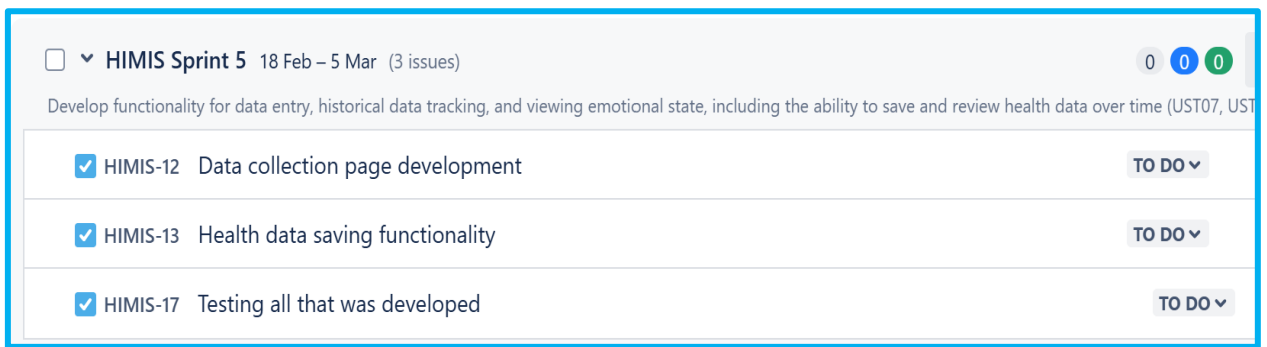 HIMIS Sprint 5 18 Feb – 5 Mar (3 issues) 0 0 0
Develop functionality for data entry, historical data tracking, and viewing emotional state, including the ability to save and review health data over time (UST07, UST
HIMIS-12 Data collection page development TO DO
HIMIS-13 Health data saving functionality TO DO
HIMIS-17 Testing all that was developed TO DO